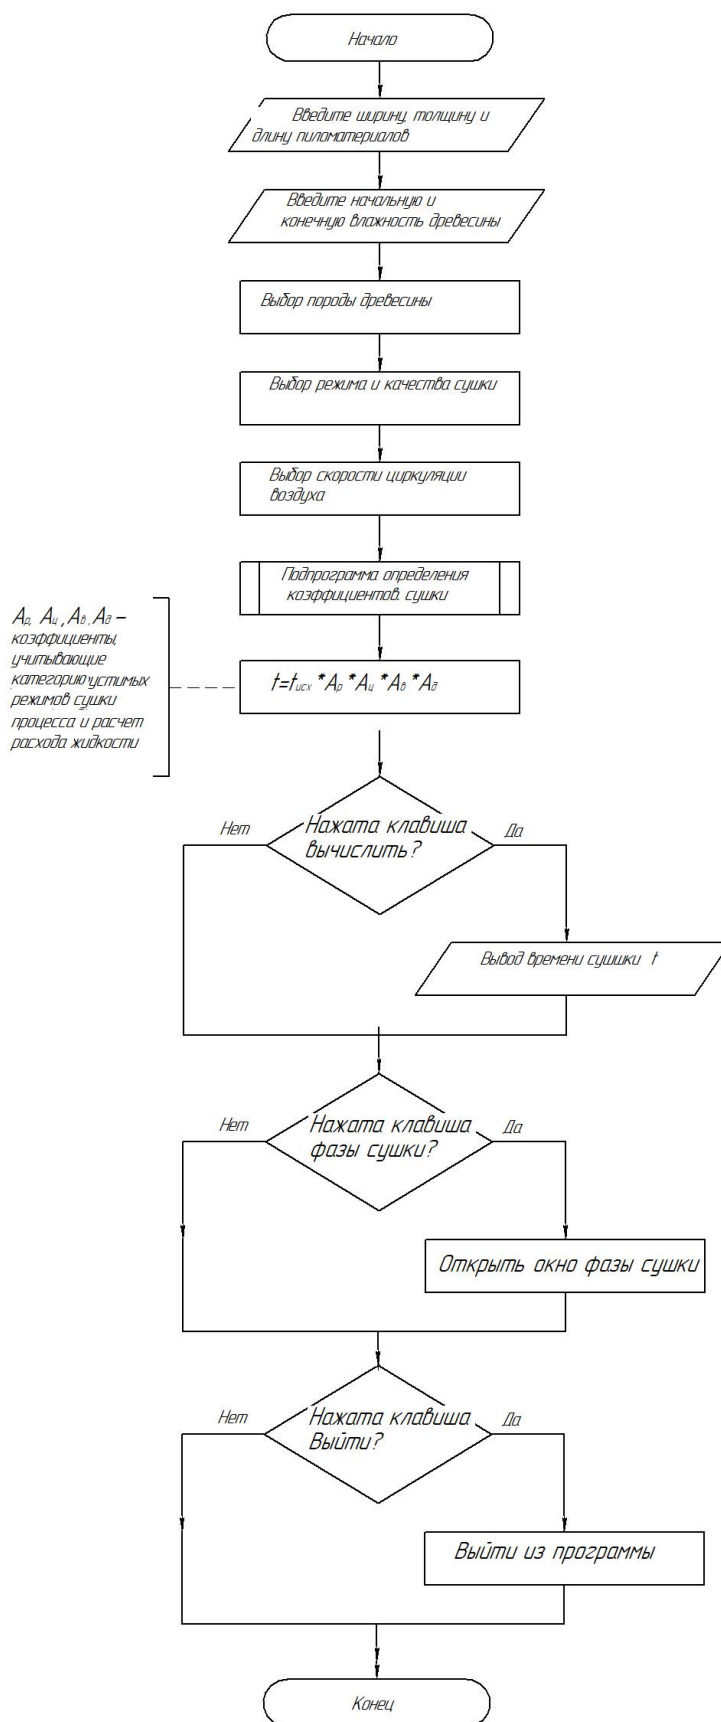 Начало
Введите ширину, толщину и
длину пиломатериалов
Введите начальную и
конечную влажность древесины
Выбор породы древесины
Выбор режима и качества сушки
Выбор скорости циркуляции
воздуха
Подпрограмма определения
коэффициентов сушки
t=tисх *Aр *Aц *Aв *Aд
Aр, Aц, Aв, Aд –
коэффициенты,
учитывающие
категорию устимых
режимов сушки
процесса и расчет
расхода жидкости
Нажата клавиша
вычислить?
Нет
Да
Вывод времени сушшки t
Нажата клавиша
фазы сушки?
Нет
Да
Открыть окно фазы сушки
Нажата клавиша
Выйти?
Нет
Да
Выйти из программы
Конец